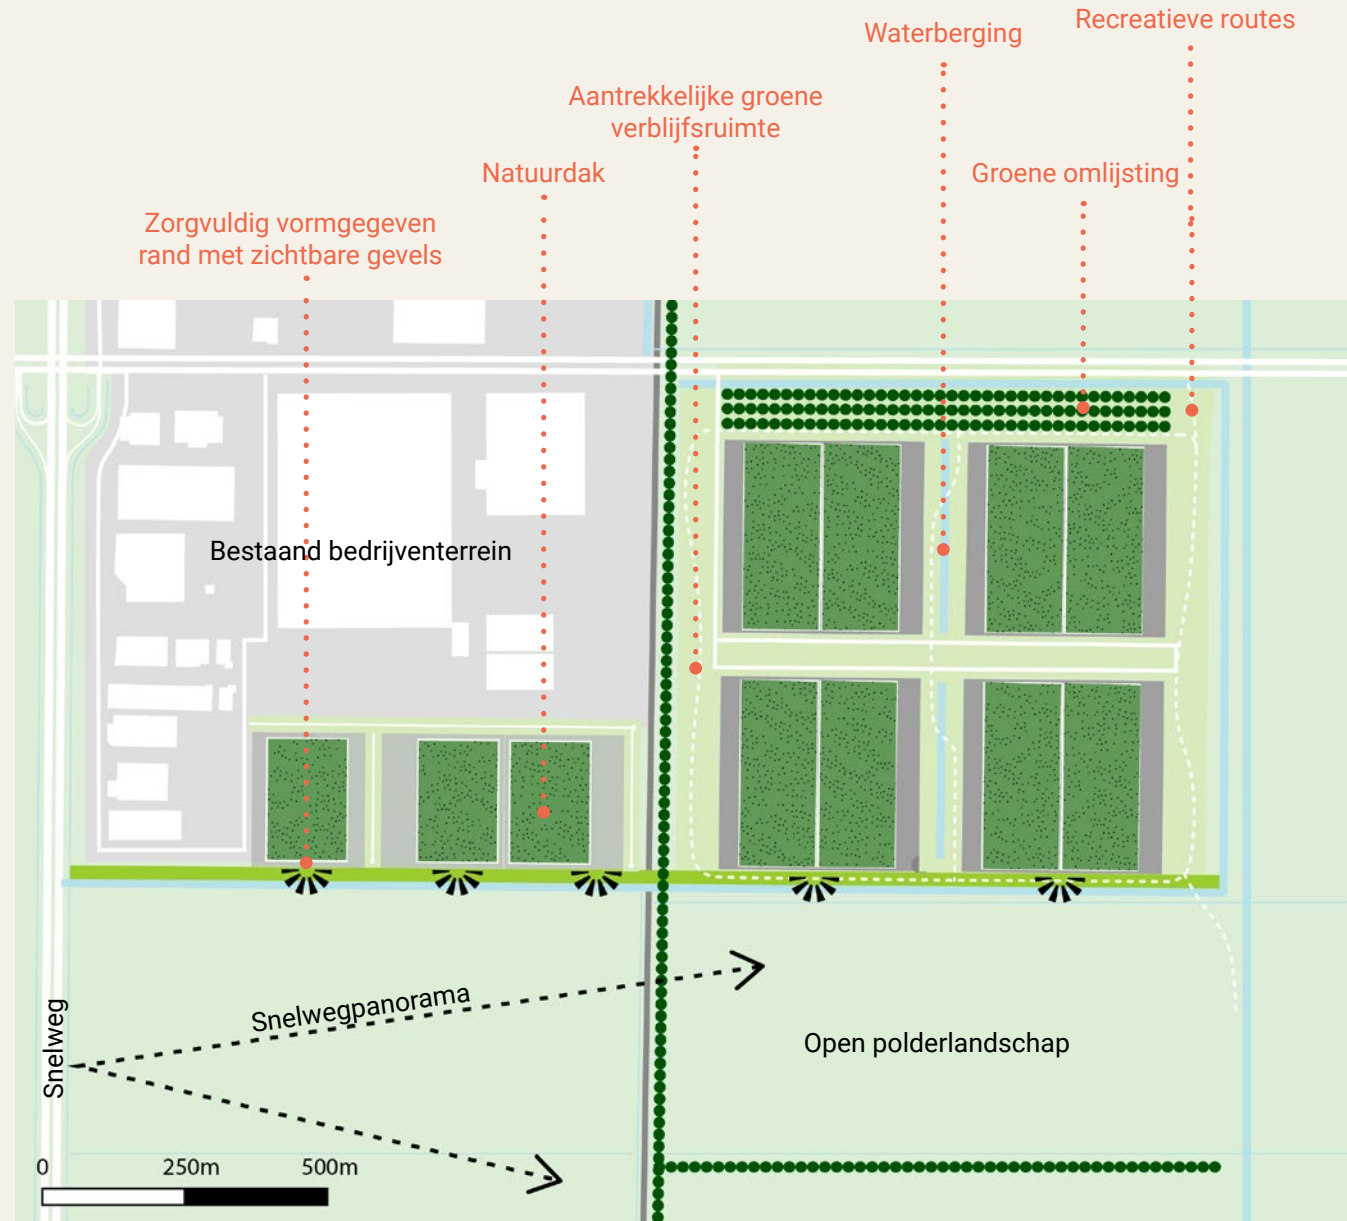 Recreatieve routes
Waterberging
Aantrekkelijke groene
verblijfsruimte
Natuurdak
Groene omlijsting
Zorgvuldig vormgegeven
rand met zichtbare gevels
Bestaand bedrijventerrein
Snelwegpanorama
Snelweg
Open polderlandschap
0 250m 500m